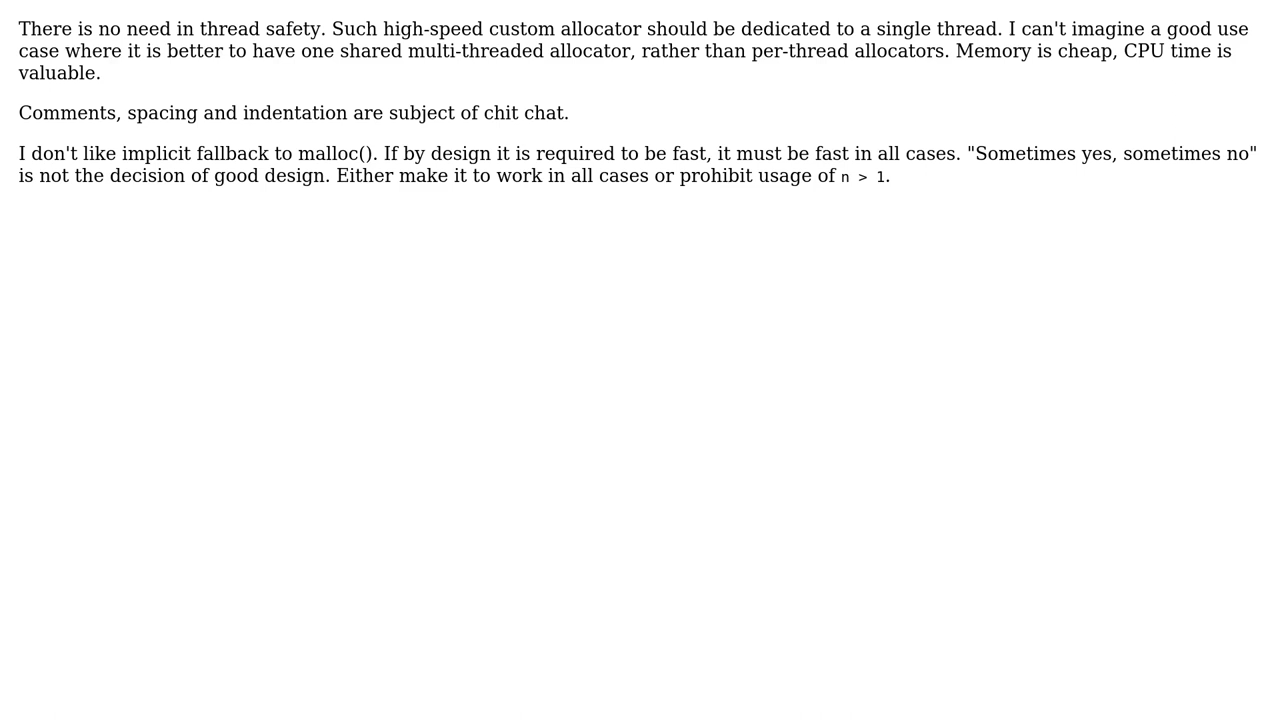 There is no need in thread safety. Such high-speed custom allocator should be dedicated to a single thread. I can't imagine a good use
case where it is better to have one shared multi-threaded allocator, rather than per-thread allocators. Memory is cheap, CPU time is
valuable.
Comments, spacing and indentation are subject of chit chat.
I don't like implicit fallback to malloc(). If by design it is required to be fast, it must be fast in all cases. "Sometimes yes, sometimes no"
is not the decision of good design. Either make it to work in all cases or prohibit usage of n > 1.